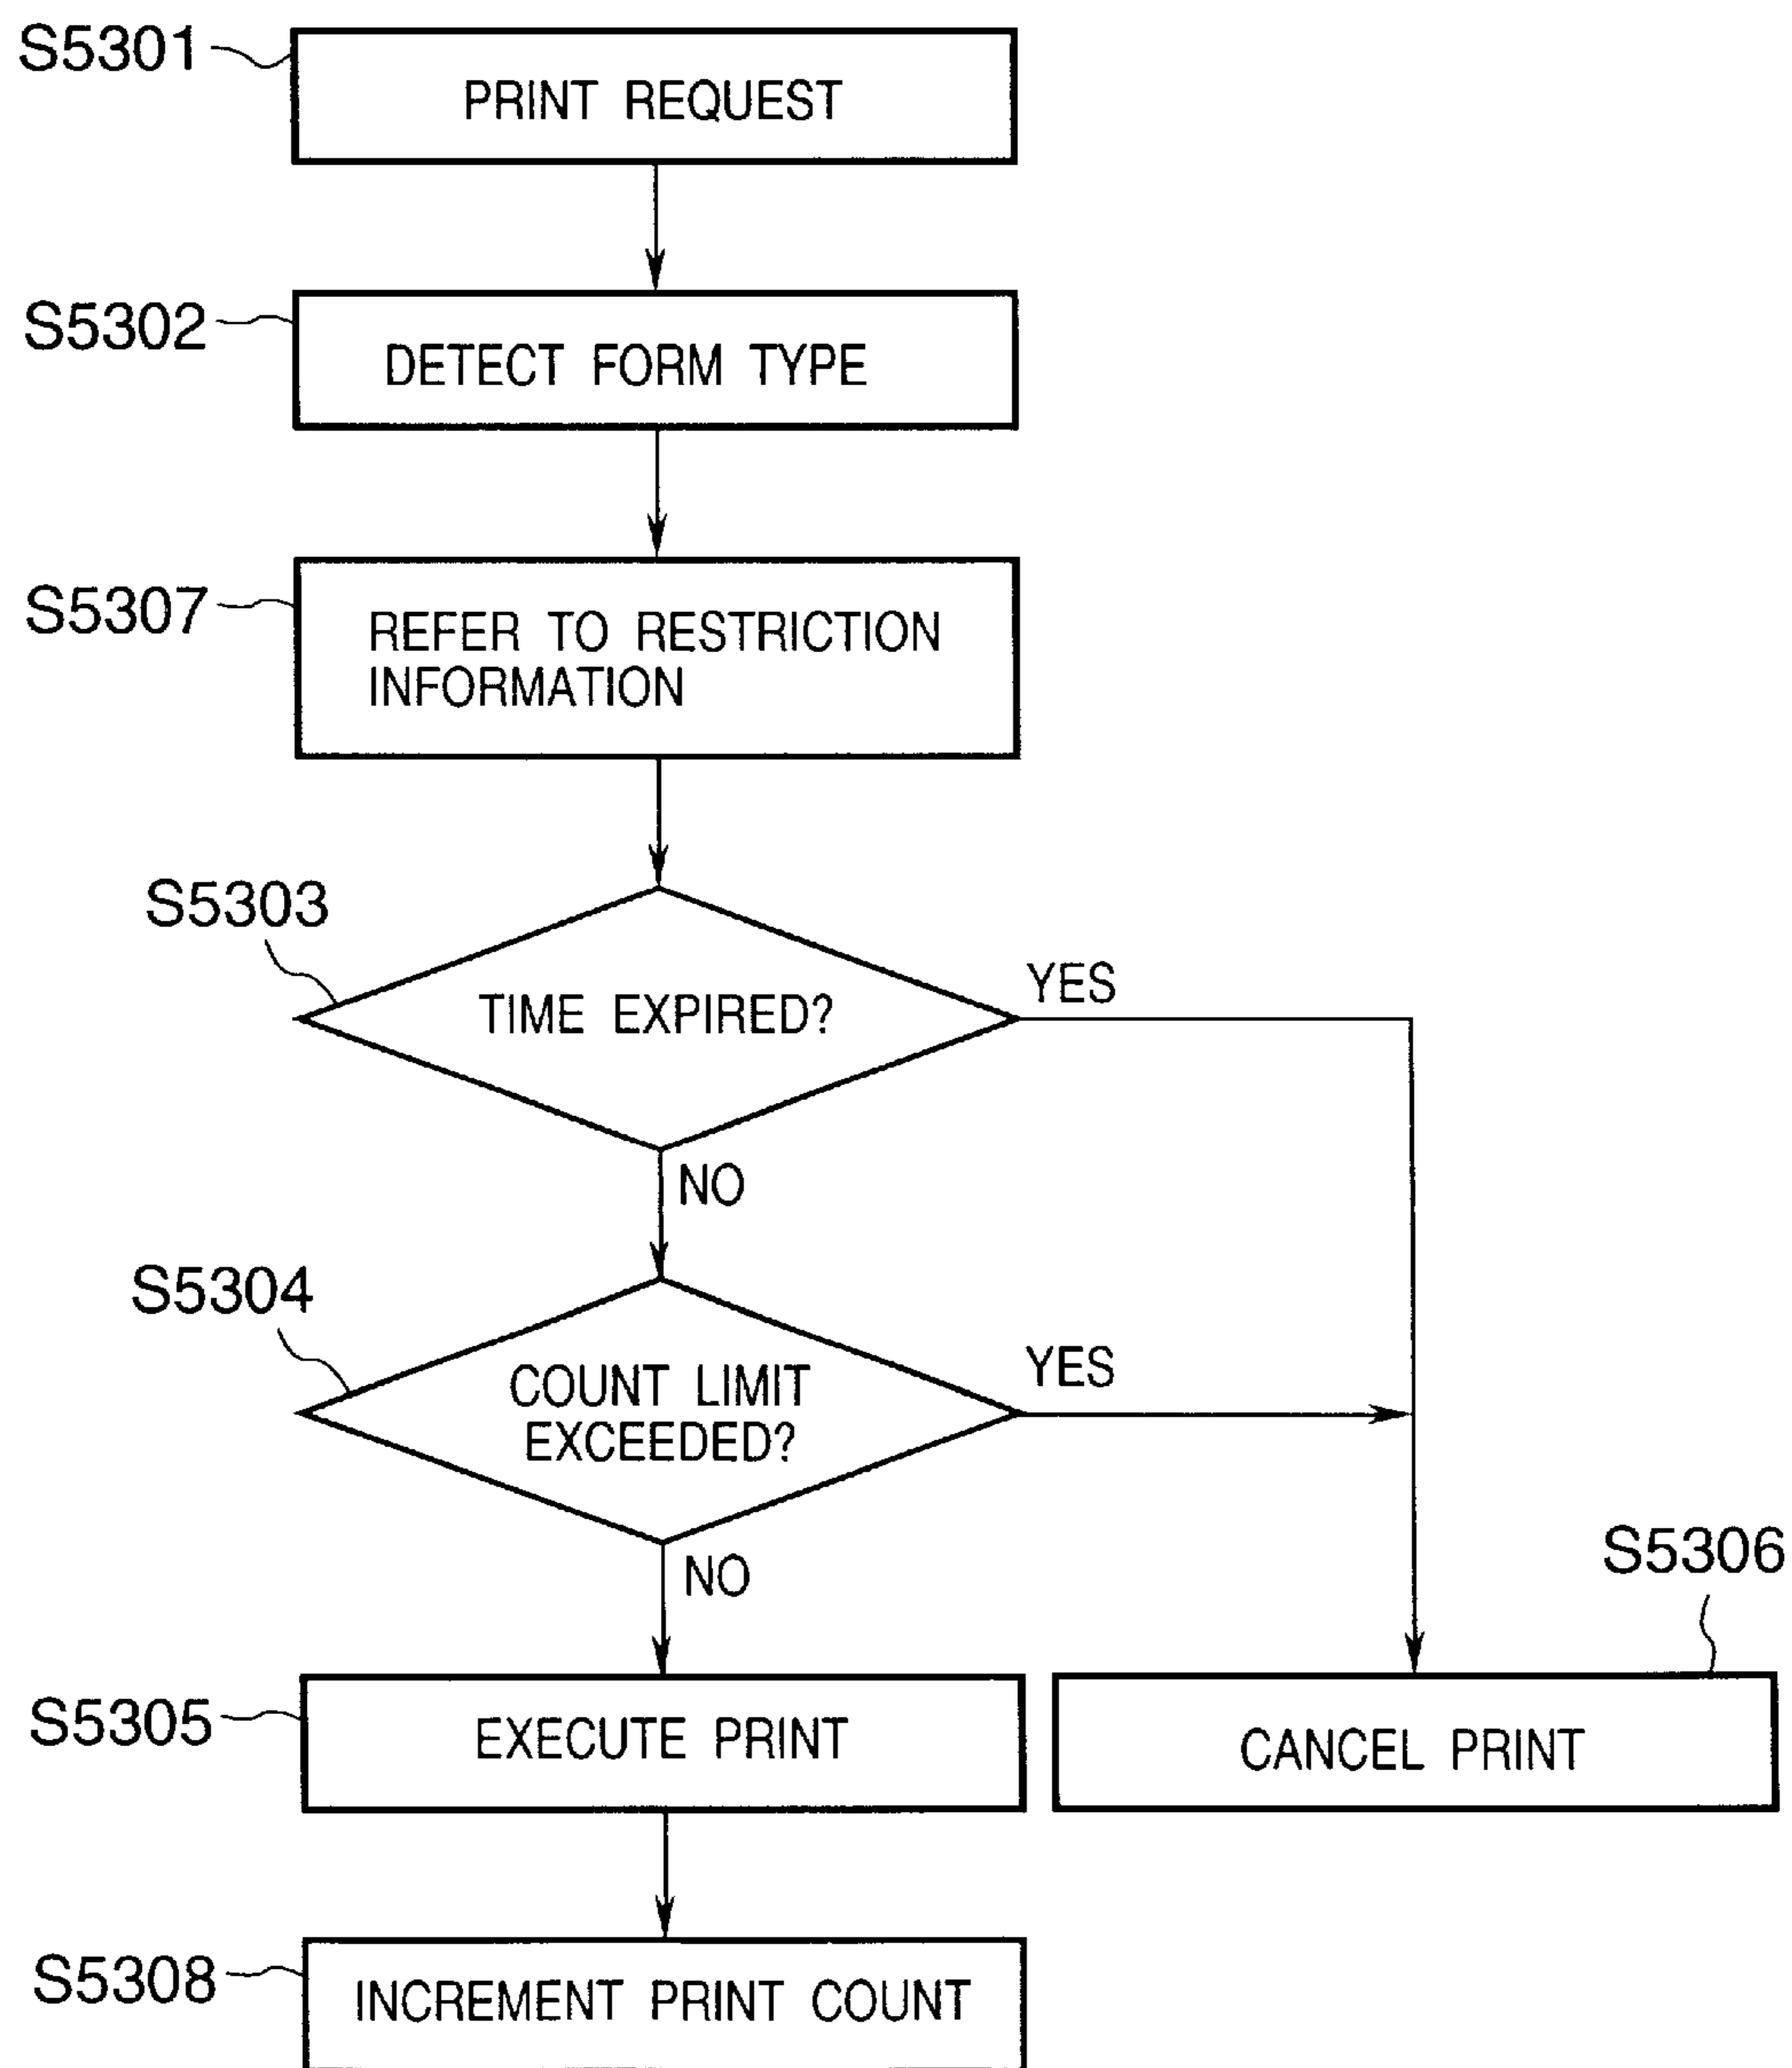 S5301
PRINT REQUEST
S5302
DETECT FORM TYPE
S5307
REFER TO RESTRICTION
INFORMATION
S5303
TIME EXPIRED?
YES
NO
S5304
COUNT LIMIT
EXCEEDED?
YES
NO
S5305
EXECUTE PRINT
S5306
CANCEL PRINT
S5308
INCREMENT PRINT COUNT